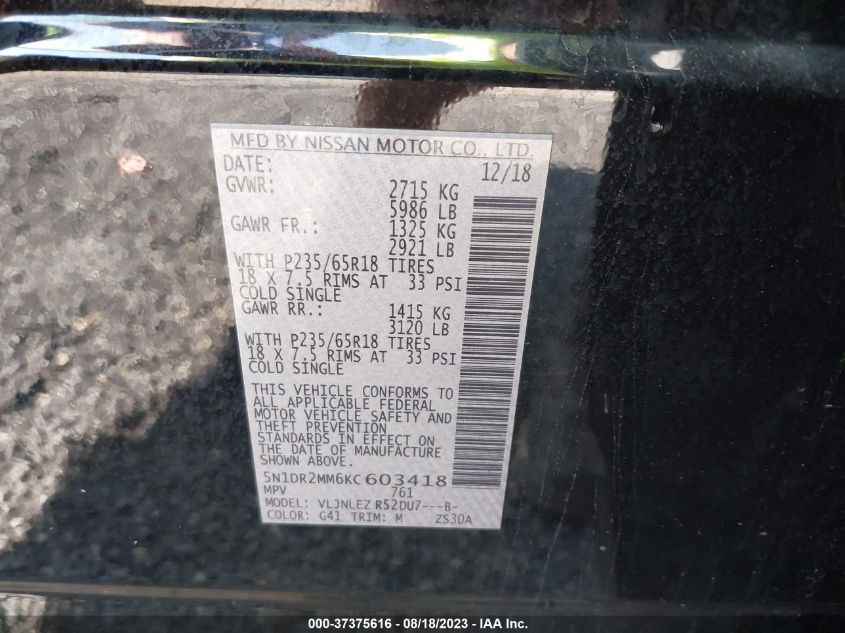 MFD BY NISSAN MOTOR CO., LTD.
DATE: 12/18
GVWR: 2715 KG
5986 LB
GAWR FR.: 1325 KG
2921 LB
WITH P235/65R18 TIRES
18 X 7.5 RIMS AT 33 PSI
COLD SINGLE
GAWR RR.: 1415 KG
3120 LB
WITH P235/65R18 TIRES
18 X 7.5 RIMS AT 33 PSI
COLD SINGLE
THIS VEHICLE CONFORMS TO
ALL APPLICABLE FEDERAL
MOTOR VEHICLE SAFETY AND
THEFT PREVENTION
STANDARDS IN EFFECT ON
THE DATE OF MANUFACTURE
SHOWN ABOVE.
5N1DR2MM6KC603418
MPV 761
MODEL: VLJNLEZ R52DU7---B-
COLOR: G41 TRIM: M ZS30A
000-37375616 - 08/18/2023 - IAA Inc.